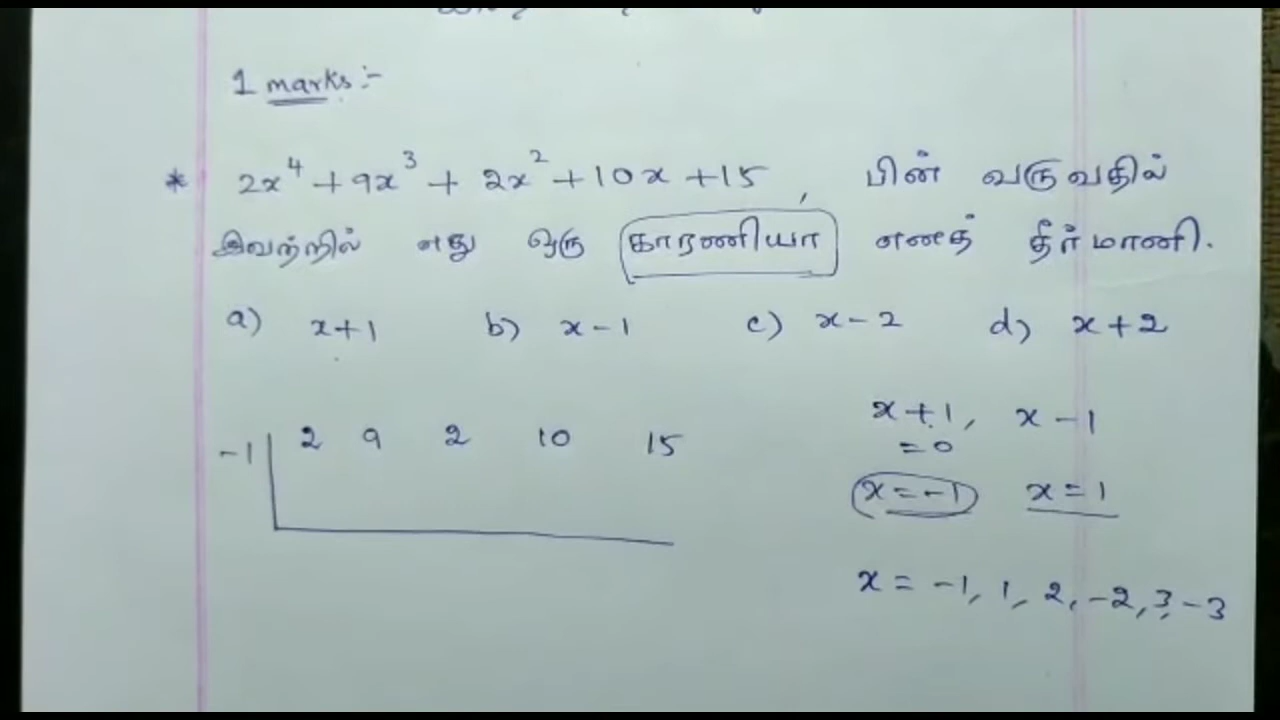 1 marks :-
* 2x⁴ + 9x³ + 2x² + 10x + 15 , பின் வருவதில்
இவற்றில் எது ஒரு காரணியா எனத் தீர்மானி.
a) x+1 b) x-1 c) x-2 d) x+2
x+1, x-1
=0
-1 2 9 2 10 15
x=-1 x=1
x = -1, 1, 2, -2, 3, -3